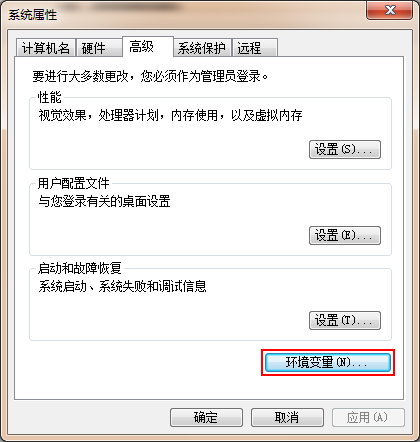 系统属性
计算机名 硬件 高级 系统保护 远程
要进行大多数更改，您必须作为管理员登录。
性能
视觉效果，处理器计划，内存使用，以及虚拟内存
设置(S)...
用户配置文件
与您登录有关的桌面设置
设置(E)...
启动和故障恢复
系统启动、系统失败和调试信息
设置(T)...
环境变量(N)...
确定 取消 应用(A)